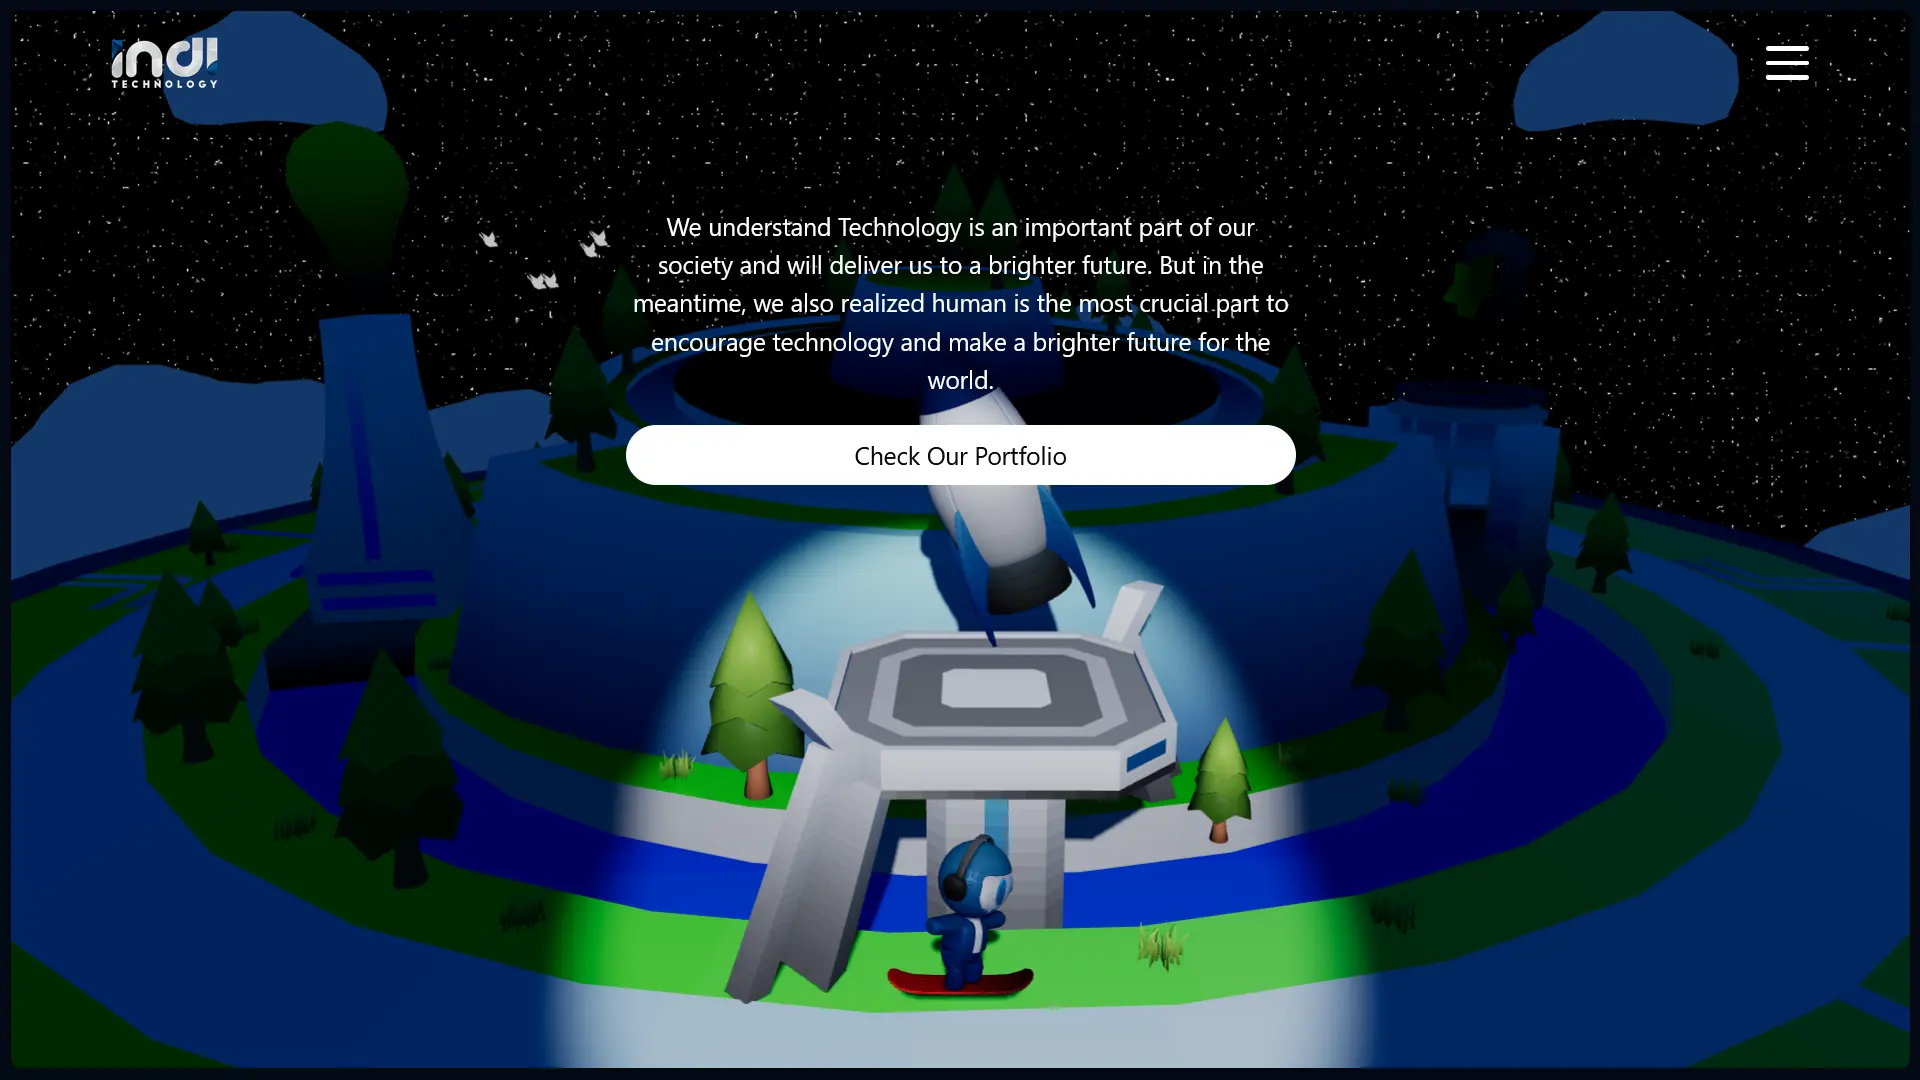 indi
TECHNOLOGY
We understand Technology is an important part of our
society and will deliver us to a brighter future. But in the
meantime, we also realized human is the most crucial part to
encourage technology and make a brighter future for the
world.
Check Our Portfolio